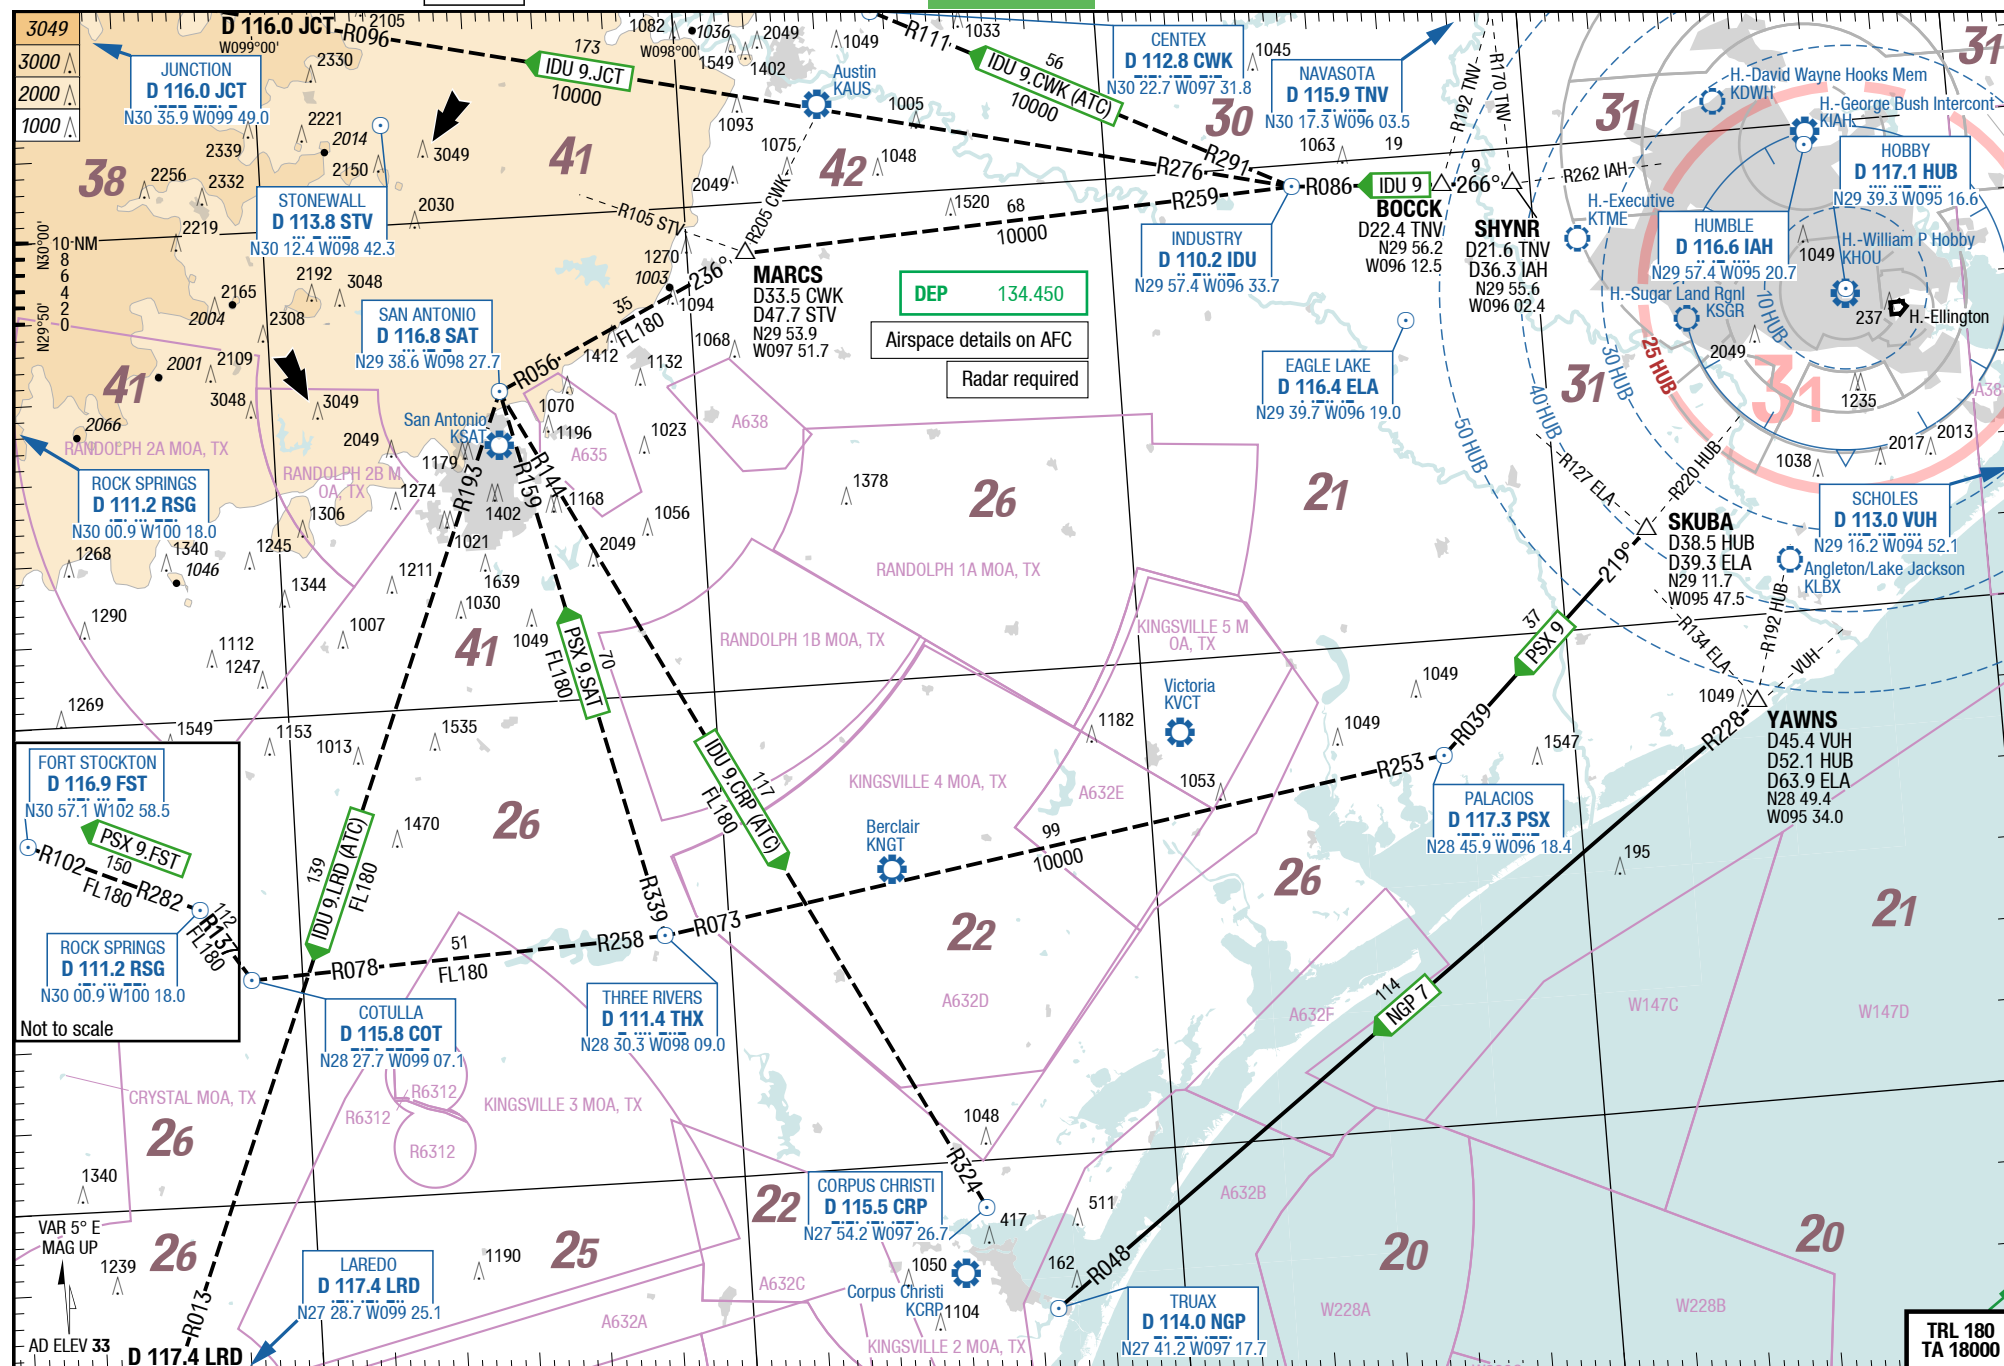 3049
3000
2000
1000
D 116.0 JCT
W099°00'
R096
2105
2330
JUNCTION
D 116.0 JCT
N30 35.9 W099 49.0
173
IDU 9.JCT
10000
1082
1036
W098°00'
1549
2049
1402
1049
Austin
KAUS
R111
1033
56
IDU 9.CWK (ATC)
10000
CENTEX
D 112.8 CWK
N30 22.7 W097 31.8
1045
NAVASOTA
D 115.9 TNV
N30 17.3 W096 03.5
R192 TNV
R170 TNV
31
31
H.-David Wayne Hooks Mem
KDWH
H.-George Bush Intercont
KIAH
2221
2014
2339
2150
3049
41
1093
1005
30
1063
19
9
38
2256
2332
STONEWALL
D 113.8 STV
N30 12.4 W098 42.3
2030
2219
1075
42
1048
2049
R205 CWK
R105 STV
1520
68
10000
R276
R291
R259
R086
IDU 9
266°
R262 IAH
BOCCK
D22.4 TNV
N29 56.2
W096 12.5
SHYNR
D21.6 TNV
D36.3 IAH
N29 55.6
W096 02.4
H.-Executive
KTME
HOBBY
D 117.1 HUB
N29 39.3 W095 16.6
HUMBLE
D 116.6 IAH
N29 57.4 W095 20.7
1049
H.-William P Hobby
KHOU
H.-Sugar Land Rgnl
KSGR
237
H.-Ellington
N30°00'
10 NM
8
6
4
2
0
N29°50'
2192
3048
2165
2004
2308
2109
2001
41
3048
3049
2066
2049
SAN ANTONIO
D 116.8 SAT
N29 38.6 W098 27.7
1270
1003
236°
1094
35
FL180
R056
1412
1132
1068
MARCS
D33.5 CWK
D47.7 STV
N29 53.9
W097 51.7
DEP 134.450
Airspace details on AFC
Radar required
INDUSTRY
D 110.2 IDU
N29 57.4 W096 33.7
EAGLE LAKE
D 116.4 ELA
N29 39.7 W096 19.0
10 HUB
25 HUB
30 HUB
40 HUB
50 HUB
2049
31
31
1235
A38
2017
2013
1038
RANDOLPH 2A MOA, TX
RANDOLPH 2B M
OA, TX
San Antonio
KSAT
1070
1196
A635
A638
1023
1378
26
21
R127 ELA
R220 HUB
SCHOLES
D 113.0 VUH
N29 16.2 W094 52.1
ROCK SPRINGS
D 111.2 RSG
N30 00.9 W100 18.0
1179
1274
1306
R193
R159
R144
1168
1402
1056
1021
2049
1268
1340
1046
1245
1344
1211
1639
1030
1049
1290
1112
1247
1007
41
1269
1549
1153
1013
1535
RANDOLPH 1A MOA, TX
RANDOLPH 1B MOA, TX
KINGSVILLE 5 M
OA, TX
SKUBA
D38.5 HUB
D39.3 ELA
N29 11.7
W095 47.5
Angleton/Lake Jackson
KLBX
219°
37
PSX 9
R039
R134 ELA
R192 HUB
VUH
1049
1049
1049
1547
YAWNS
D45.4 VUH
D52.1 HUB
D63.9 ELA
N28 49.4
W095 34.0
R228
PSX 9.SAT
70
FL180
IDU 9.CRP (ATC)
117
FL180
Victoria
KVCT
1182
1053
KINGSVILLE 4 MOA, TX
A632E
R253
PALACIOS
D 117.3 PSX
N28 45.9 W096 18.4
195
FORT STOCKTON
D 116.9 FST
N30 57.1 W102 58.5
PSX 9.FST
150
R102
FL180
R282
112
R137
FL180
ROCK SPRINGS
D 111.2 RSG
N30 00.9 W100 18.0
Not to scale
139
IDU 9.LRD (ATC)
FL180
1470
26
Berclair
KNGT
99
10000
26
22
21
R339
R073
R258
51
FL180
R078
COTULLA
D 115.8 COT
N28 27.7 W099 07.1
THREE RIVERS
D 111.4 THX
N28 30.3 W098 09.0
A632D
A632F
114
NGP 7
W147C
W147D
CRYSTAL MOA, TX
R6312
R6312
R6312
KINGSVILLE 3 MOA, TX
26
1340
1048
R324
CORPUS CHRISTI
D 115.5 CRP
N27 54.2 W097 26.7
22
417
511
A632B
VAR 5° E
MAG UP
AD ELEV 33
1239
26
R013
D 117.4 LRD
LAREDO
D 117.4 LRD
N27 28.7 W099 25.1
1190
25
A632A
A632C
1050
Corpus Christi
KCRP
1104
KINGSVILLE 2 MOA, TX
162
R048
TRUAX
D 114.0 NGP
N27 41.2 W097 17.7
20
20
W228A
W228B
TRL 180
TA 18000